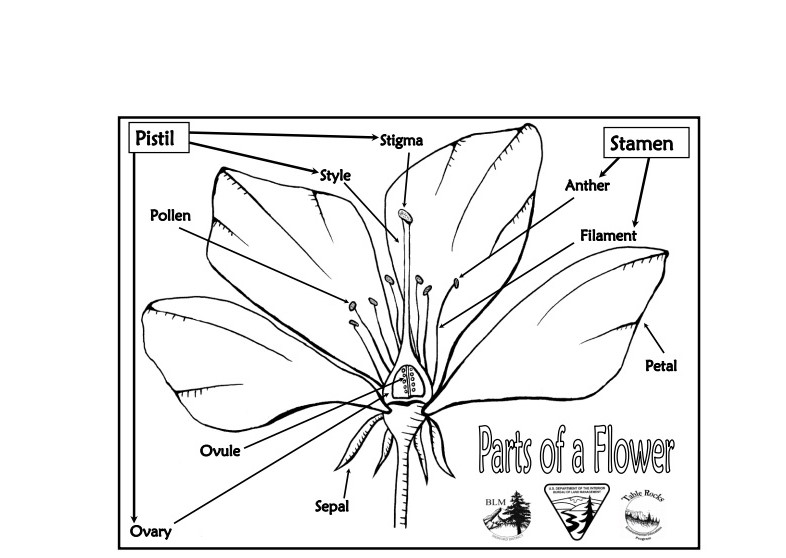 Pistil
Stigma
Stamen
Style
Anther
Pollen
Filament
Petal
Ovule
Parts of a Flower
Sepal
Ovary
BLM
U.S. DEPARTMENT OF THE INTERIOR
BUREAU OF LAND MANAGEMENT
Table Rocks
Program